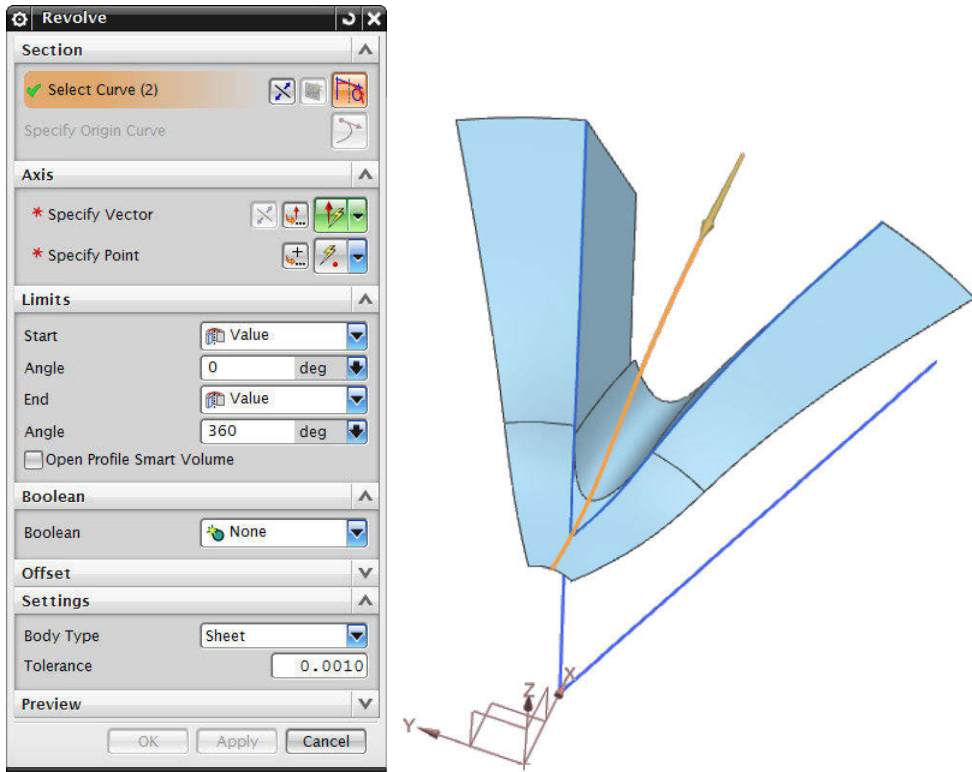 Revolve
Section
Select Curve (2)
Specify Origin Curve
Axis
* Specify Vector
* Specify Point
Limits
Start Value
Angle 0 deg
End Value
Angle 360 deg
Open Profile Smart Volume
Boolean
Boolean None
Offset
Settings
Body Type Sheet
Tolerance 0.0010
Preview
OK Apply Cancel
X
Z
Y